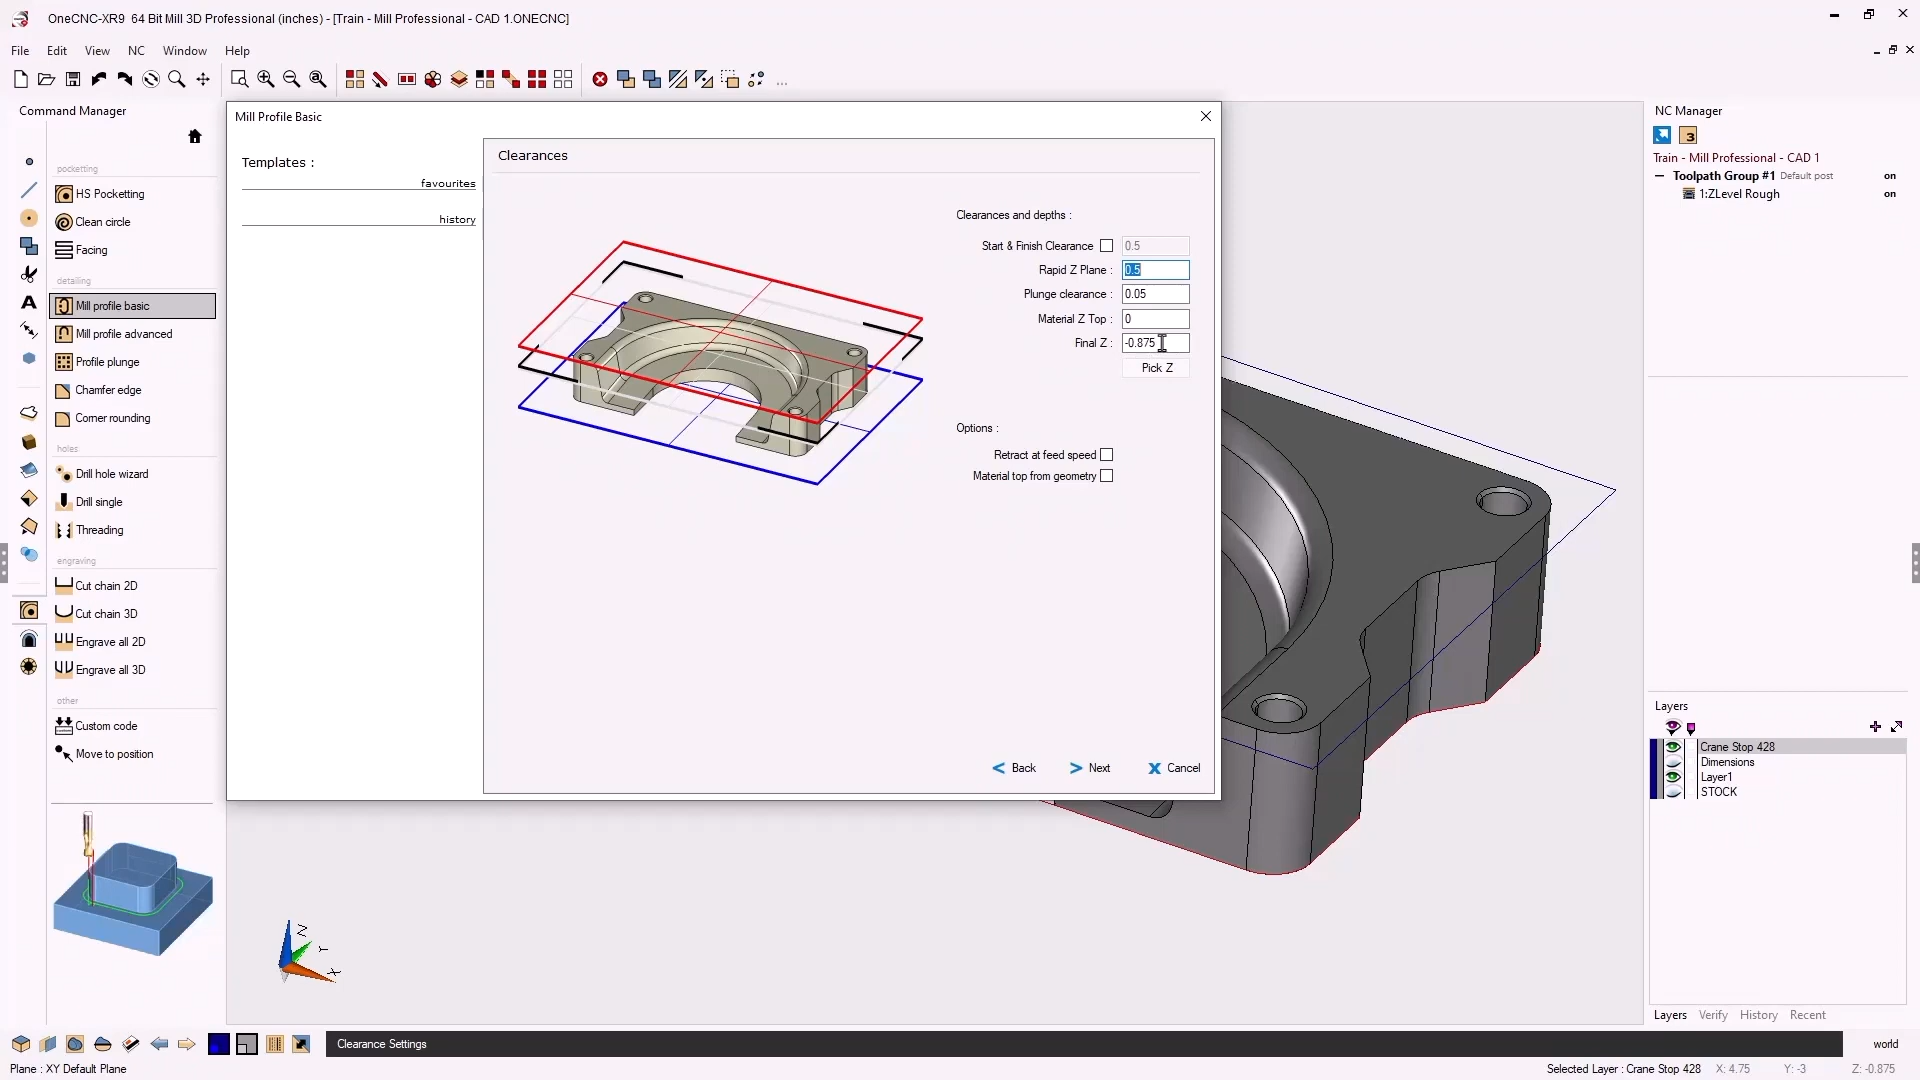 OneCNC-XR9 64 Bit Mill 3D Professional (inches) - [Train - Mill Professional - CAD 1.ONECNC]
File Edit View NC Window Help
Command Manager
pocketting
HS Pocketting
Clean circle
Facing
detailing
Mill profile basic
Mill profile advanced
Profile plunge
Chamfer edge
Corner rounding
holes
Drill hole wizard
Drill single
Threading
engraving
Cut chain 2D
Cut chain 3D
Engrave all 2D
Engrave all 3D
other
Custom code
Move to position
Mill Profile Basic
Templates :
favourites
history
Clearances
Clearances and depths :
Start & Finish Clearance 0.5
Rapid Z Plane : 0.5
Plunge clearance : 0.05
Material Z Top : 0
Final Z : -0.875
Pick Z
Options :
Retract at feed speed
Material top from geometry
< Back > Next X Cancel
Z
Y
X
NC Manager
3
Train - Mill Professional - CAD 1
Toolpath Group #1 Default post on
1:ZLevel Rough on
Layers
Crane Stop 428
Dimensions
Layer1
STOCK
Layers Verify History Recent
Clearance Settings
world
Plane : XY Default Plane
Selected Layer : Crane Stop 428 X: 4.75 Y: -3 Z: -0.875